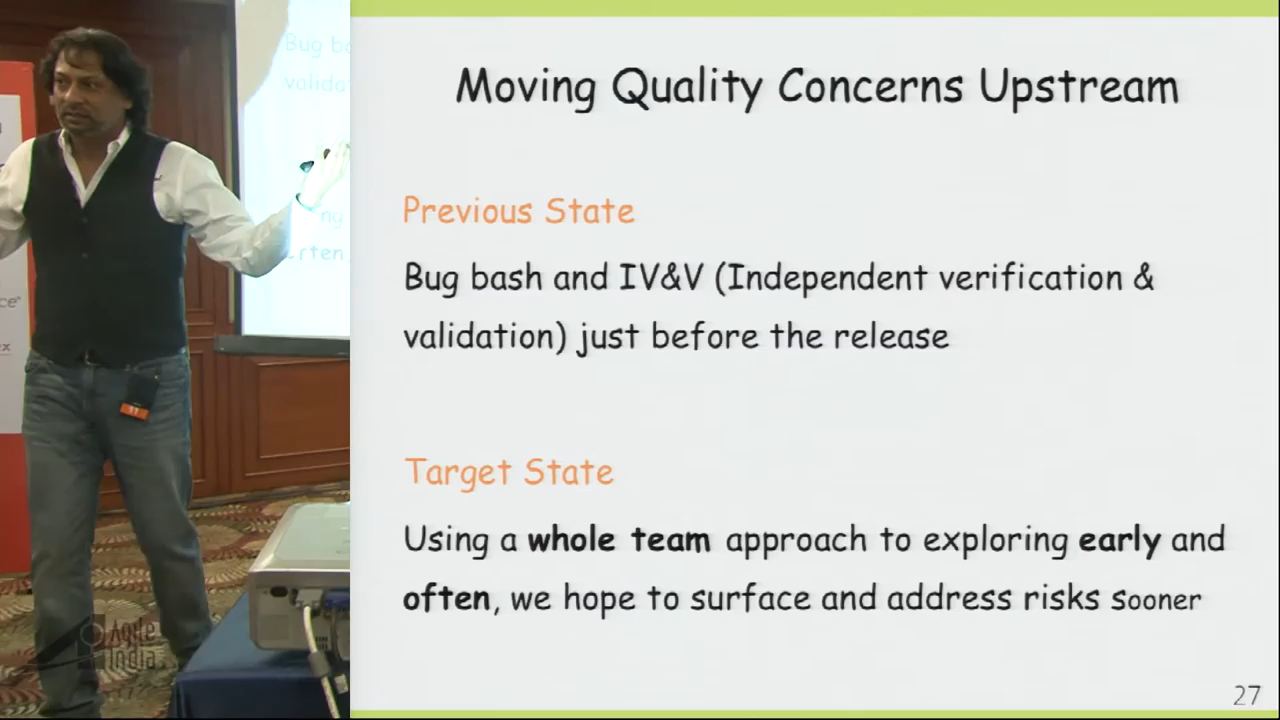 Moving Quality Concerns Upstream
Previous State
Bug bash and IV&V (Independent verification &
validation) just before the release
Target State
Using a whole team approach to exploring early and
often, we hope to surface and address risks sooner
27
Agile
India
11